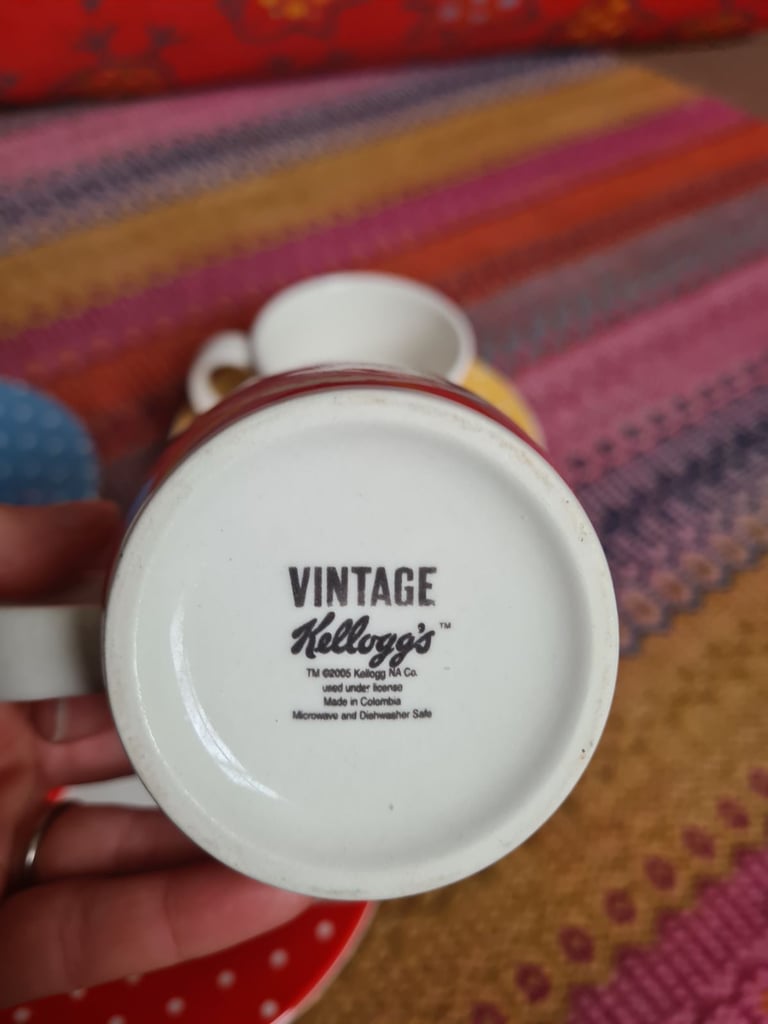 VINTAGE
Kellogg's™
TM ©2005 Kellogg NA Co.
used under license
Made in Colombia
Microwave and Dishwasher Safe